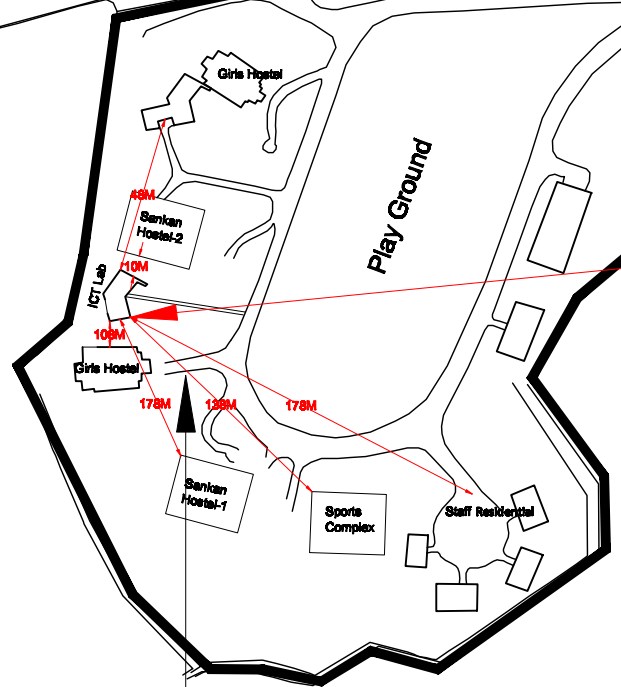 Girls Hostel
48M
Sankan
Hostel-2
Play Ground
10M
ICT Lab
108M
Girls Hostel
178M
138M
178M
Sankan
Hostel-1
Sports
Complex
Staff Residential